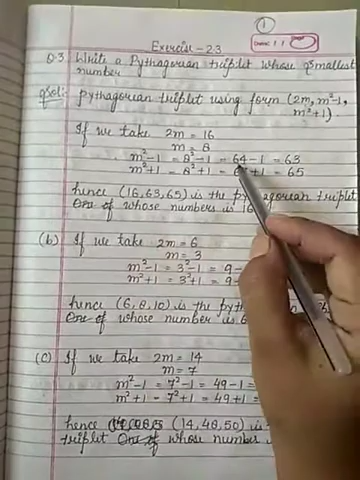 1
Exercise - 2.3
Q.3 Write a Pythagorean triplet whose smallest
number
Sol: pythagorean triplet using form (2m, m²-1,
m²+1)
If we take 2m = 16
m = 8
m²-1 = 8²-1 = 64-1 = 63
m²+1 = 8²+1 = 6 +1 = 65
hence (16,63,65) is the pythagorean triplet
One of whose numbers is 16
(b) If we take 2m = 6
m = 3
m²-1 = 3²-1 = 9-
m²+1 = 3²+1 = 9-
hence (6,8,10) is the pyth
One of whose number is 6
(c) If we take 2m = 14
m = 7
m²-1 = 7²-1 = 49-1 =
m²+1 = 7²+1 = 49+1 =
hence (14,48,50) is
triplet One of whose number